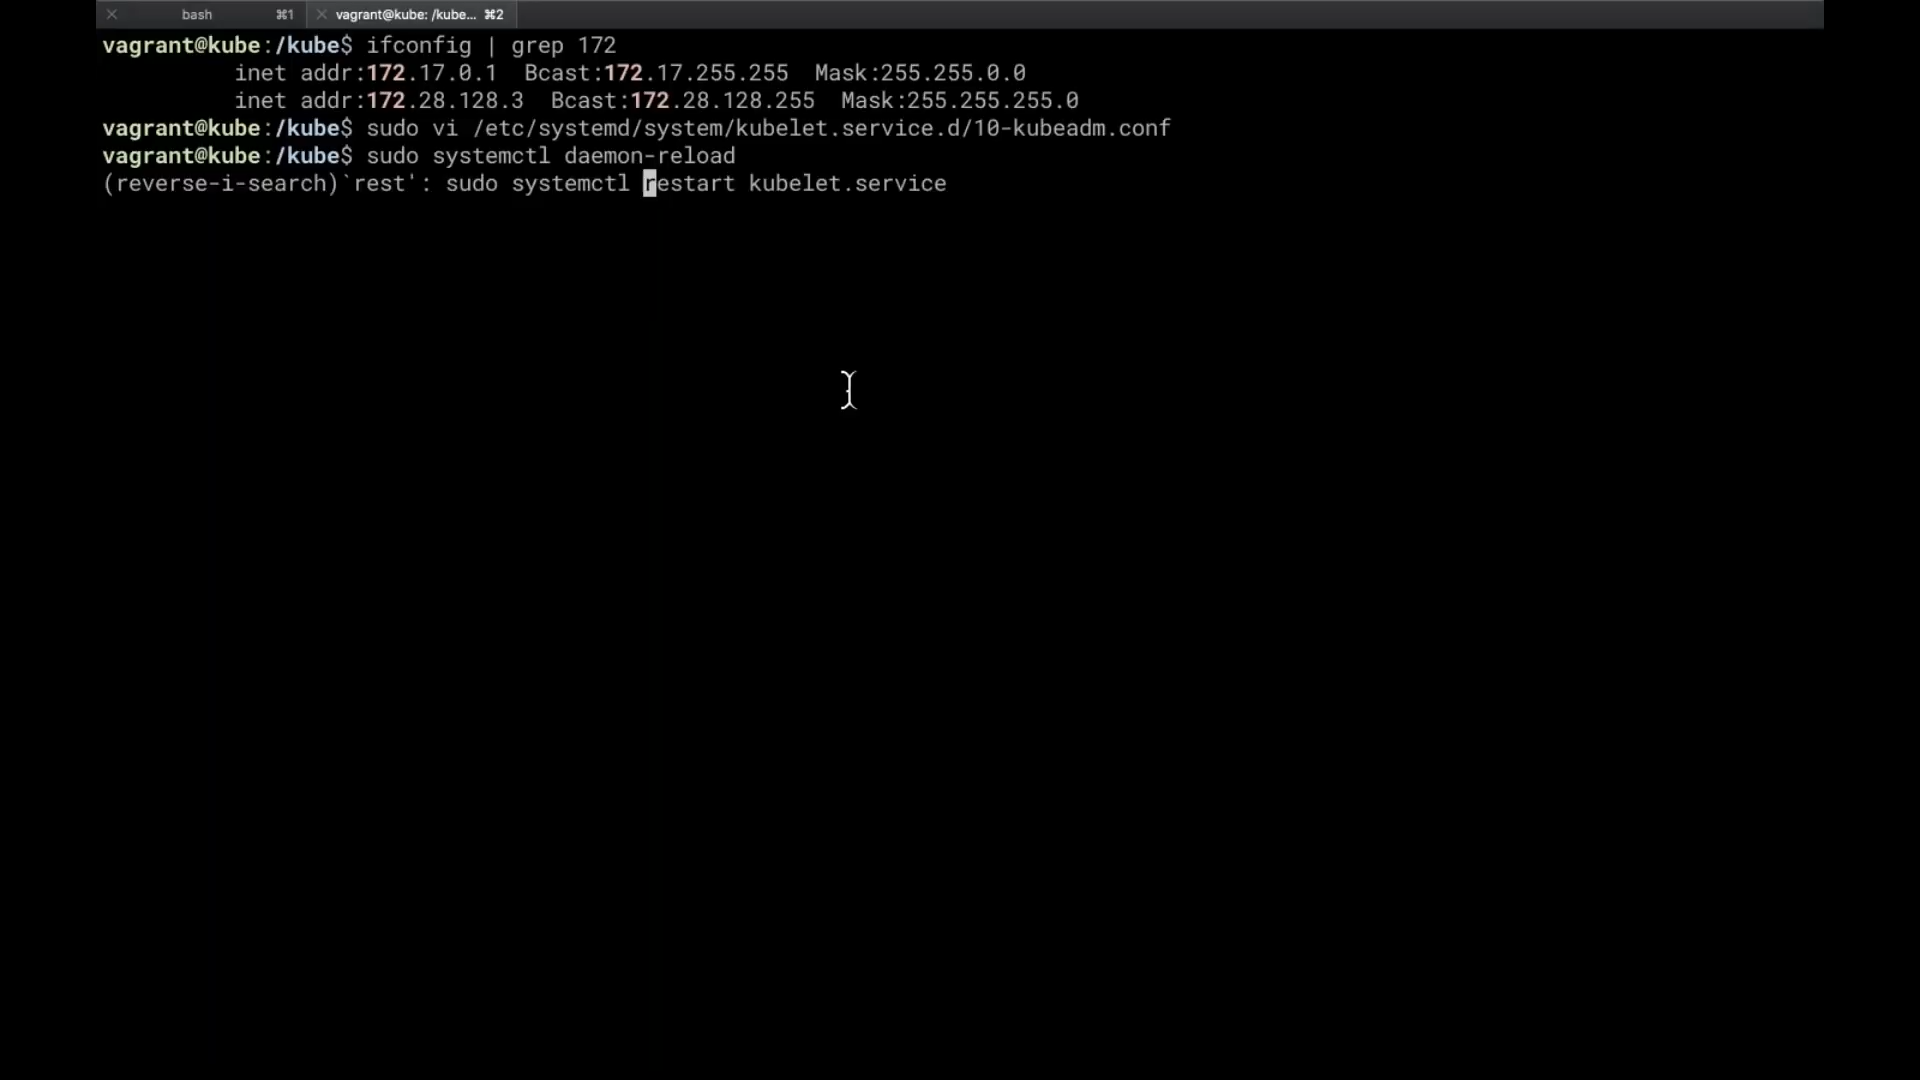 bash ⌘1 vagrant@kube: /kube... ⌘2
vagrant@kube:/kube$ ifconfig | grep 172
inet addr:172.17.0.1 Bcast:172.17.255.255 Mask:255.255.0.0
inet addr:172.28.128.3 Bcast:172.28.128.255 Mask:255.255.255.0
vagrant@kube:/kube$ sudo vi /etc/systemd/system/kubelet.service.d/10-kubeadm.conf
vagrant@kube:/kube$ sudo systemctl daemon-reload
(reverse-i-search)`rest': sudo systemctl restart kubelet.service